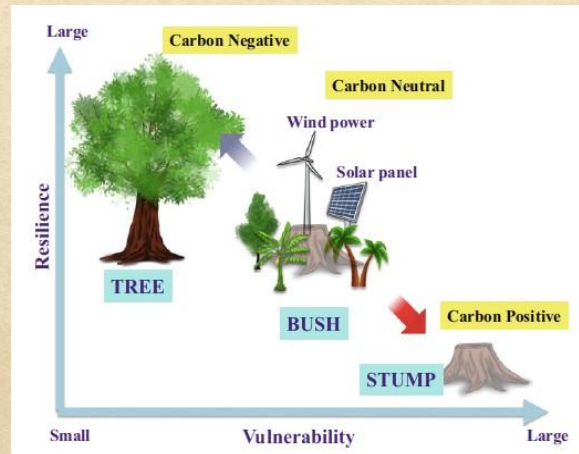 Large
Carbon Negative
Carbon Neutral
Wind power
Solar panel
Resilience
TREE
BUSH
Carbon Positive
STUMP
Small
Vulnerability
Large